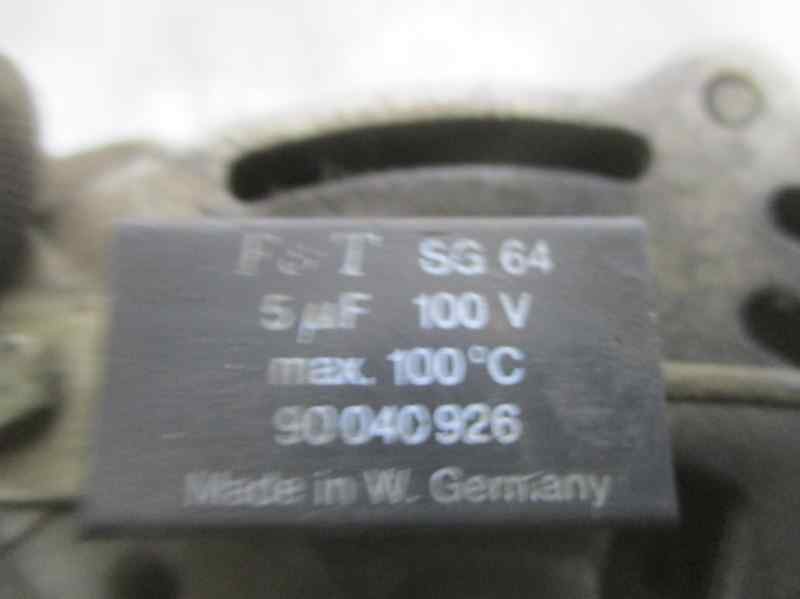 F&T SG 64
5 µF 100 V
max. 100°C
90040926
Made in W. Germany